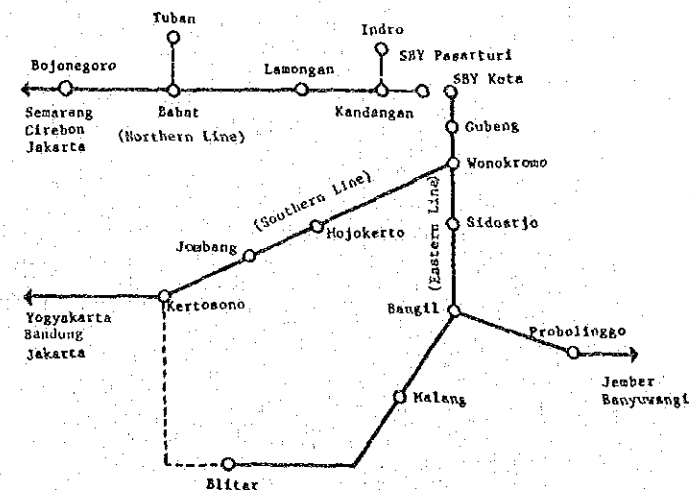 Tuban
Indro
SBY Pasarturi
Bojonegoro
Lamongan
SBY Kota
Semarang
Cirebon
Jakarta
Babat
Kandangan
(Northern Line)
Gubeng
Wonokromo
(Southern Line)
(Eastern Line)
Sidoarjo
Mojokerto
Jombang
Kertosono
Bangil
Yogyakarta
Bandung
Jakarta
Probolinggo
Jember
Banyuwangi
Malang
Blitar